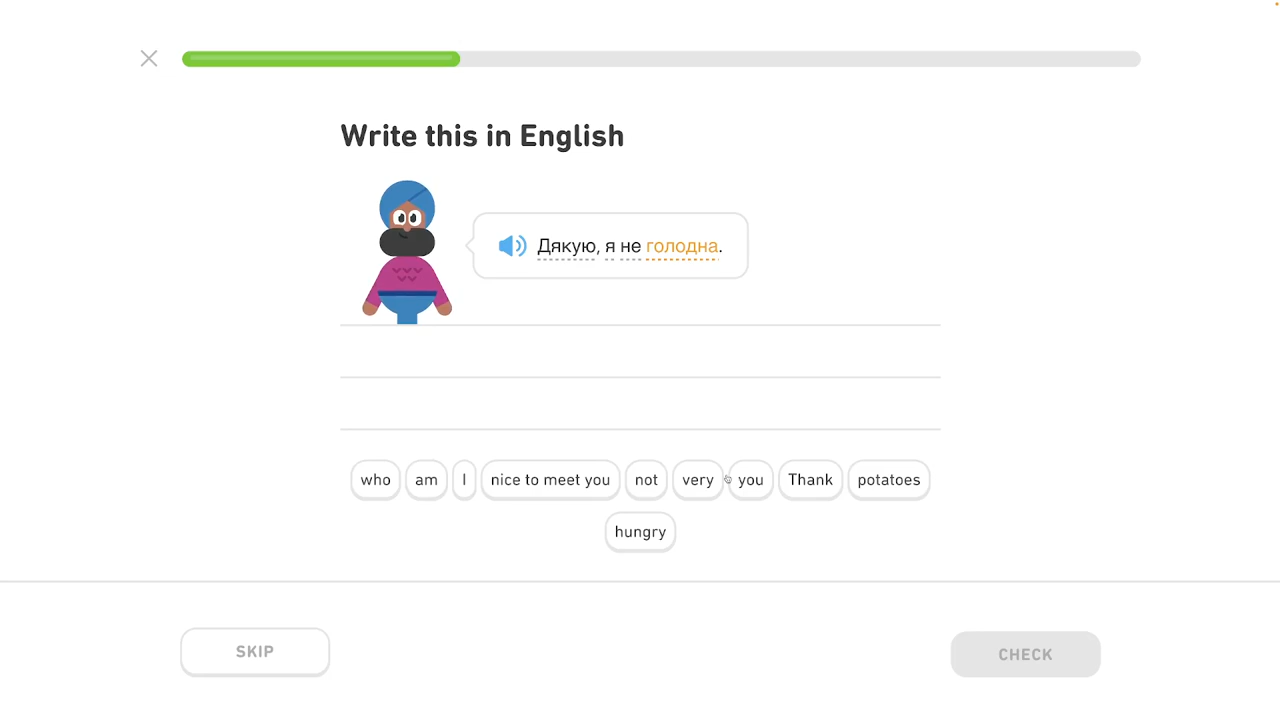 Write this in English
Дякую, я не голодна.
who am I nice to meet you not very you Thank potatoes
hungry
SKIP CHECK